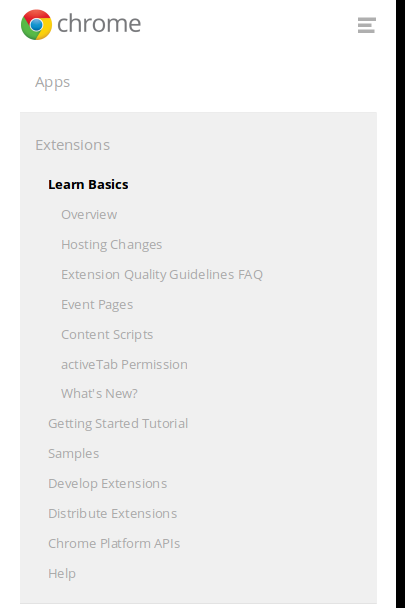 chrome
Apps
Extensions
Learn Basics
Overview
Hosting Changes
Extension Quality Guidelines FAQ
Event Pages
Content Scripts
activeTab Permission
What's New?
Getting Started Tutorial
Samples
Develop Extensions
Distribute Extensions
Chrome Platform APIs
Help